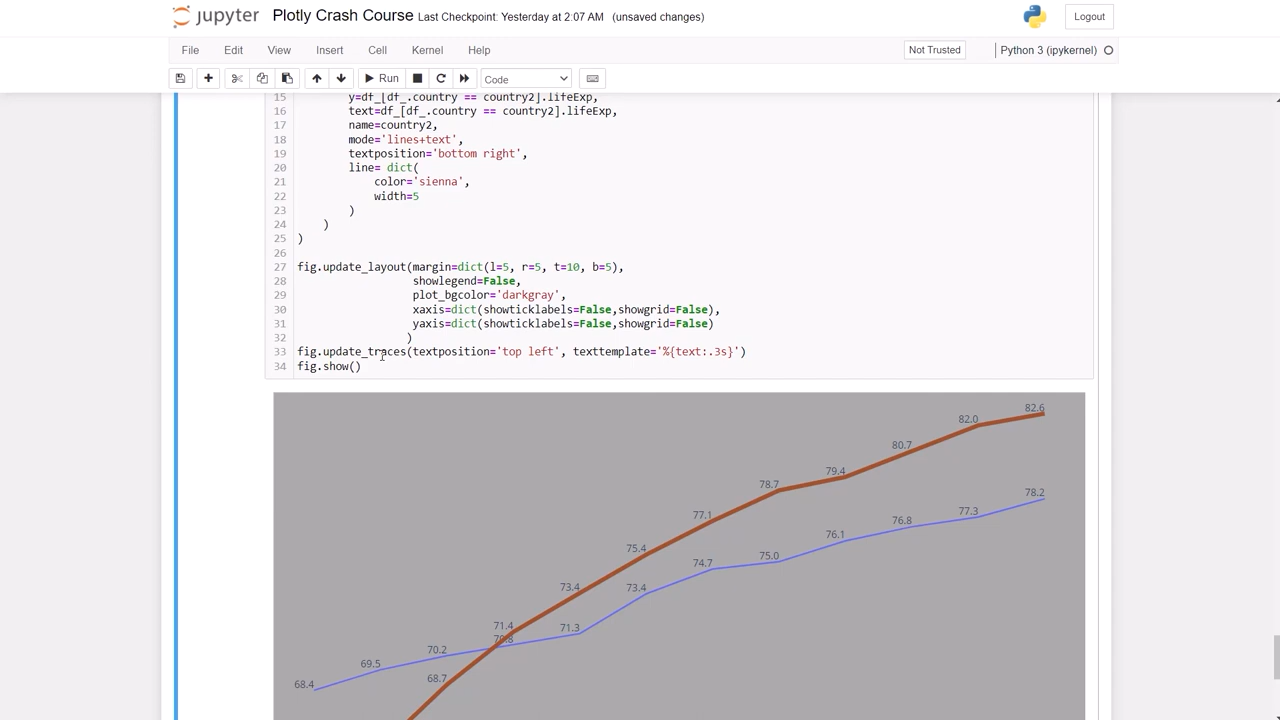 jupyter Plotly Crash Course Last Checkpoint: Yesterday at 2:07 AM (unsaved changes) Logout
File Edit View Insert Cell Kernel Help Not Trusted Python 3 (ipykernel)
Run Code
15 y=df_[df_.country == country2].lifeExp,
16 text=df_[df_.country == country2].lifeExp,
17 name=country2,
18 mode='lines+text',
19 textposition='bottom right',
20 line= dict(
21 color='sienna',
22 width=5
23 )
24 )
25 )
26
27 fig.update_layout(margin=dict(l=5, r=5, t=10, b=5),
28 showlegend=False,
29 plot_bgcolor='darkgray',
30 xaxis=dict(showticklabels=False,showgrid=False),
31 yaxis=dict(showticklabels=False,showgrid=False)
32 )
33 fig.update_traces(textposition='top left', texttemplate='%{text:.3s}')
34 fig.show()
82.6
82.0
80.7
79.4
78.7
78.2
77.3
77.1
76.8
76.1
75.4
75.0
74.7
73.4
73.4
71.4
71.3
70.8
70.2
69.5
68.7
68.4